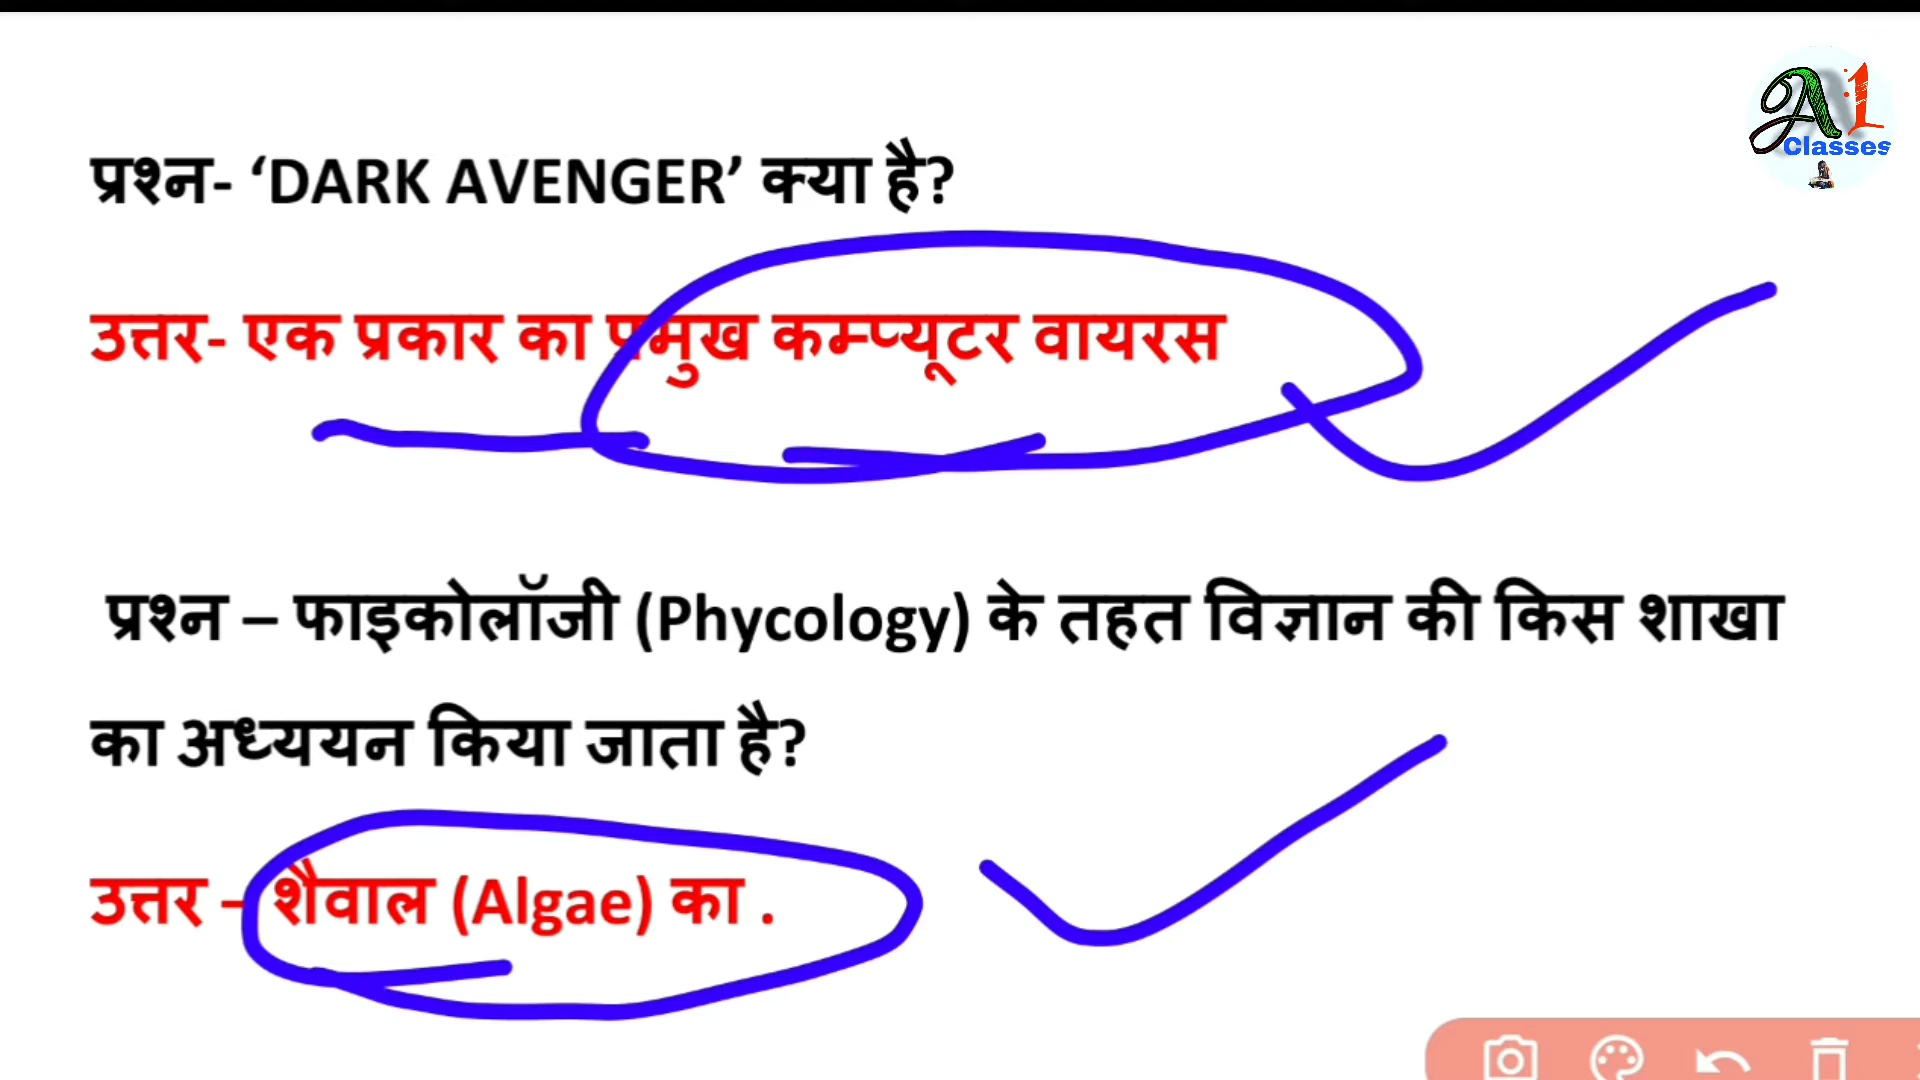 A1
Classes
प्रश्न- ‘DARK AVENGER’ क्या है?
उत्तर- एक प्रकार का प्रमुख कम्प्यूटर वायरस
प्रश्न – फाइकोलॉजी (Phycology) के तहत विज्ञान की किस शाखा
का अध्ययन किया जाता है?
उत्तर – शैवाल (Algae) का .